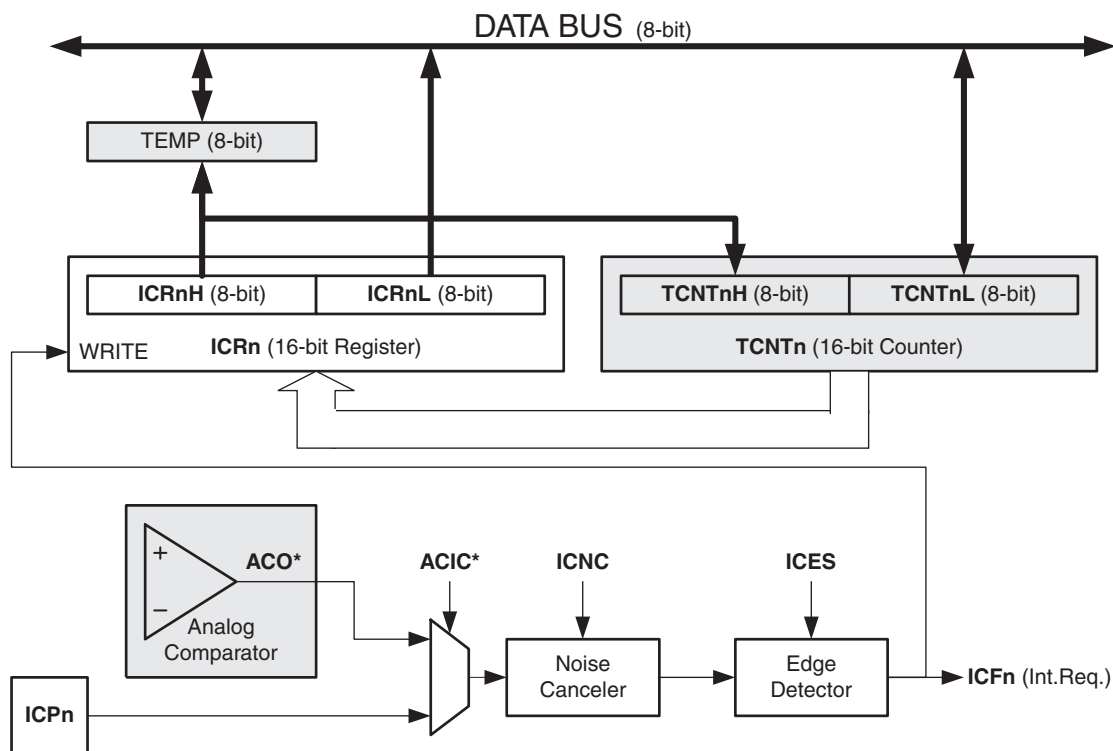 DATA BUS (8-bit)
TEMP (8-bit)
ICRnH (8-bit) ICRnL (8-bit) TCNTnH (8-bit) TCNTnL (8-bit)
WRITE ICRn (16-bit Register) TCNTn (16-bit Counter)
+
−
ACO* ACIC* ICNC ICES
Analog
Comparator
Noise
Canceler
Edge
Detector
ICFn (Int.Req.)
ICPn